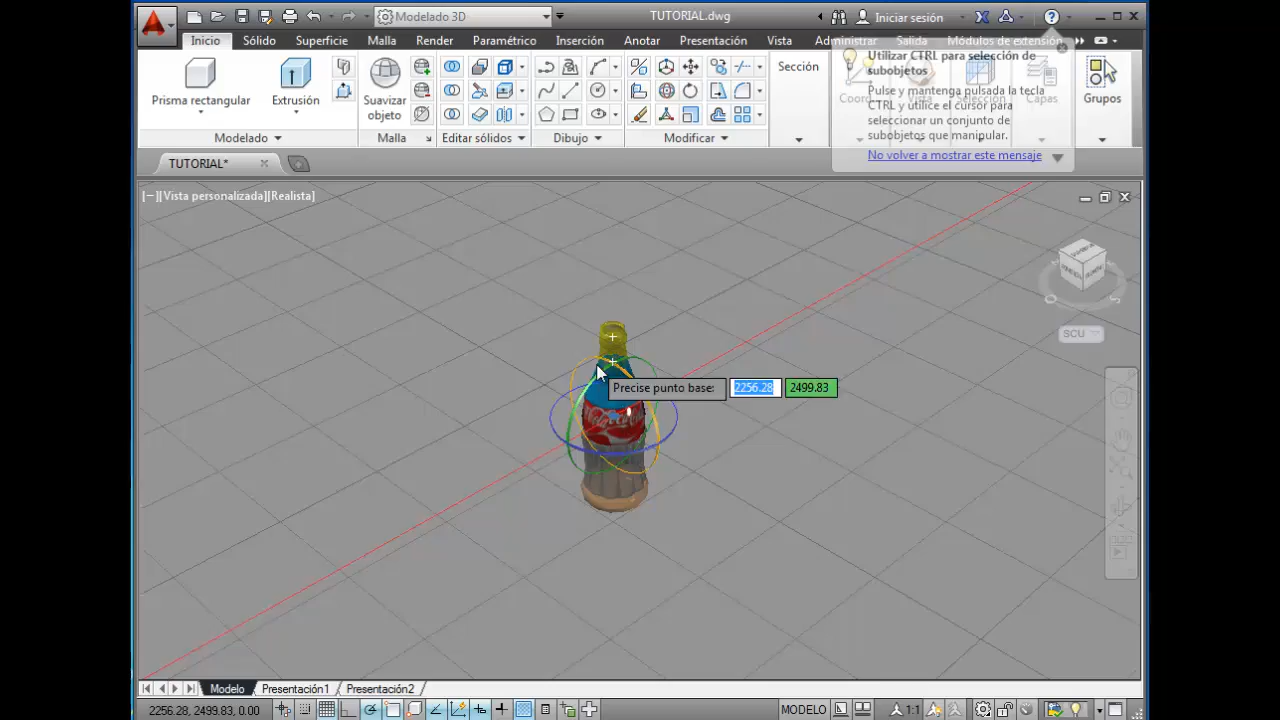 Modelado 3D
TUTORIAL.dwg
Iniciar sesión
Inicio Sólido Superficie Malla Render Paramétrico Inserción Anotar Presentación Vista Administrar Salida Módulos de extensión
Utilizar CTRL para selección de
subobjetos
Pulse y mantenga pulsada la tecla
CTRL y utilice el cursor para
seleccionar un conjunto de
subobjetos que manipular.
No volver a mostrar este mensaje
Prisma rectangular
Extrusión
Suavizar
objeto
Sección
Capas
Grupos
Modelado
Malla
Editar sólidos
Dibujo
Modificar
TUTORIAL*
[−][Vista personalizada][Realista]
SCU
Precise punto base: 2256.28 2499.83
Coca-Cola
Modelo Presentación1 Presentación2
2256.28, 2499.83, 0.00
MODELO
1:1